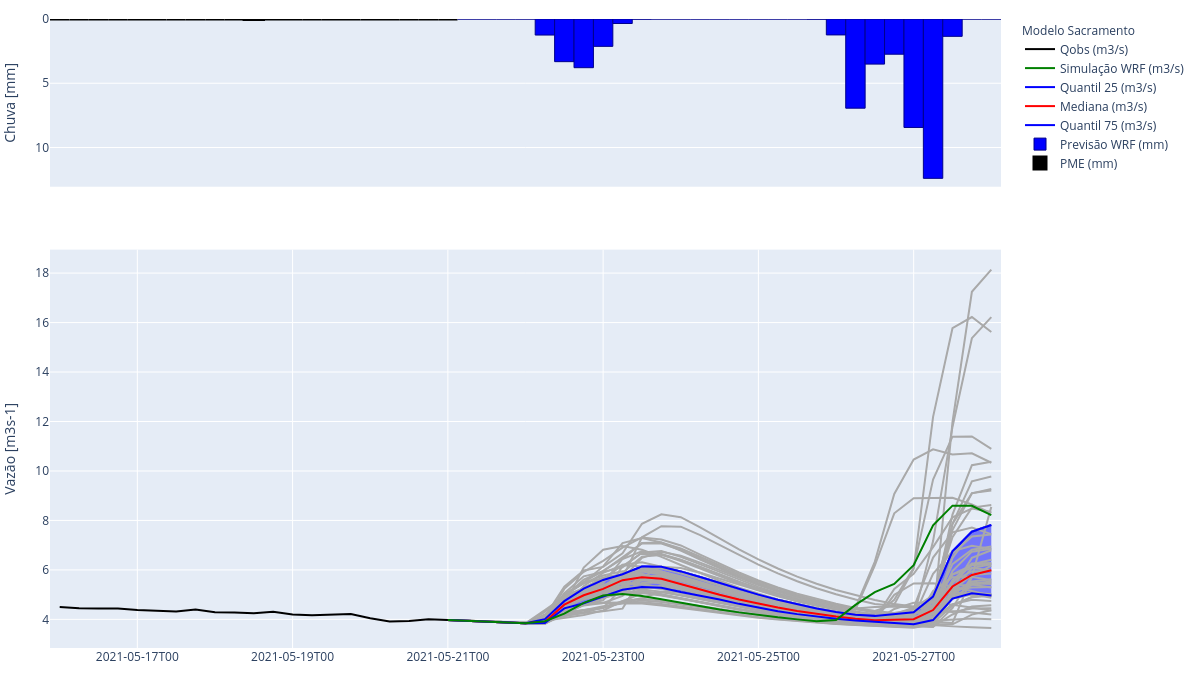 0
5
10
Chuva [mm]
Modelo Sacramento
Qobs (m3/s)
Simulação WRF (m3/s)
Quantil 25 (m3/s)
Mediana (m3/s)
Quantil 75 (m3/s)
Previsão WRF (mm)
PME (mm)
18
16
14
12
10
8
6
4
Vazão [m3s-1]
2021-05-17T00 2021-05-19T00 2021-05-21T00 2021-05-23T00 2021-05-25T00 2021-05-27T00